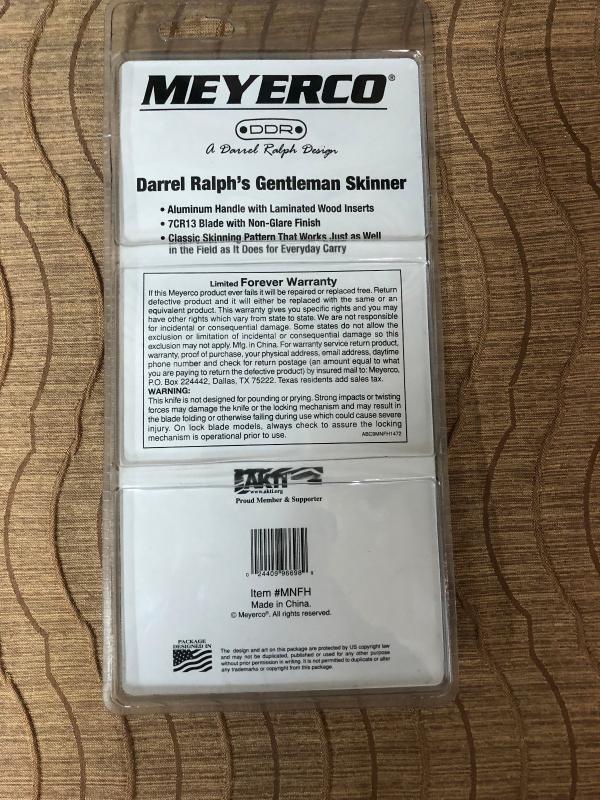 MEYERCO®
DDR
A Darrel Ralph Design
Darrel Ralph's Gentleman Skinner
• Aluminum Handle with Laminated Wood Inserts
• 7CR13 Blade with Non-Glare Finish
• Classic Skinning Pattern That Works Just as Well
in the Field as It Does for Everyday Carry
Limited Forever Warranty
If this Meyerco product ever fails it will be repaired or replaced free. Return
defective product and it will either be replaced with the same or an
equivalent product. This warranty gives you specific rights and you may
have other rights which vary from state to state. We are not responsible
for incidental or consequential damage. Some states do not allow the
exclusion or limitation of incidental or consequential damage so this
exclusion may not apply. Mfg. in China. For warranty service return product,
warranty, proof of purchase, your physical address, email address, daytime
phone number and check for return postage (an amount equal to what
you are paying to return the defective product) by insured mail to: Meyerco,
P.O. Box 224442, Dallas, TX 75222. Texas residents add sales tax.
WARNING:
This knife is not designed for pounding or prying. Strong impacts or twisting
forces may damage the knife or the locking mechanism and may result in
the blade folding or otherwise failing during use which could cause severe
injury. On lock blade models, always check to assure the locking
mechanism is operational prior to use.
ABC9MNFH1472
AKTI
www.akti.org
Proud Member & Supporter
0 24409 96698 8
Item #MNFH
Made in China.
© Meyerco®. All rights reserved.
PACKAGE
DESIGNED IN
The design and art on this package are protected by US copyright law
and may not be duplicated, published or used for any other purpose
without prior permission in writing. It is not permitted to duplicate or alter
any trademarks or copyright from this package.